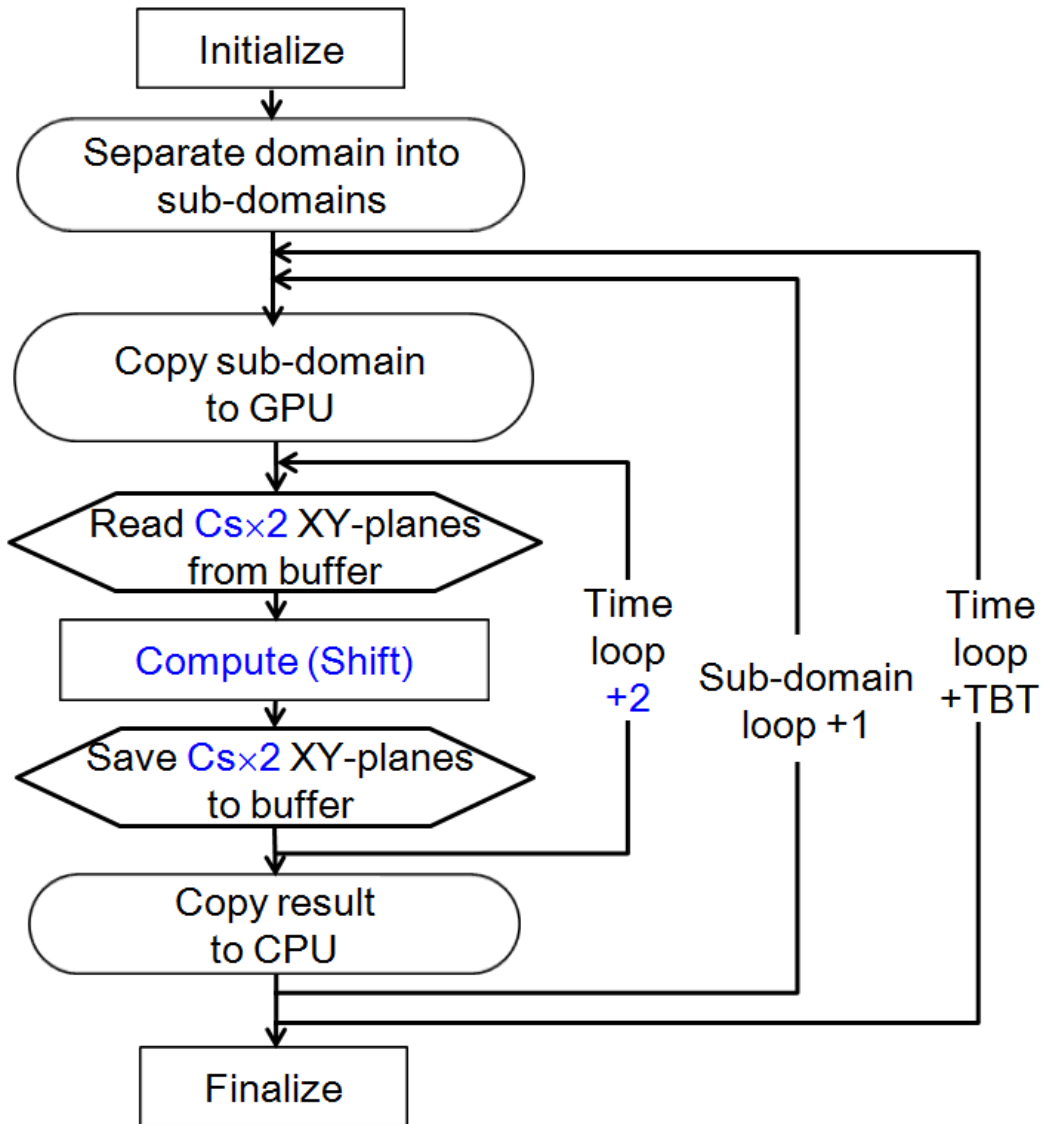 Initialize
Separate domain into
sub-domains
Copy sub-domain
to GPU
Read Cs×2 XY-planes
from buffer
Compute (Shift)
Save Cs×2 XY-planes
to buffer
Copy result
to CPU
Finalize
Time
loop
+2
Sub-domain
loop +1
Time
loop
+TBT